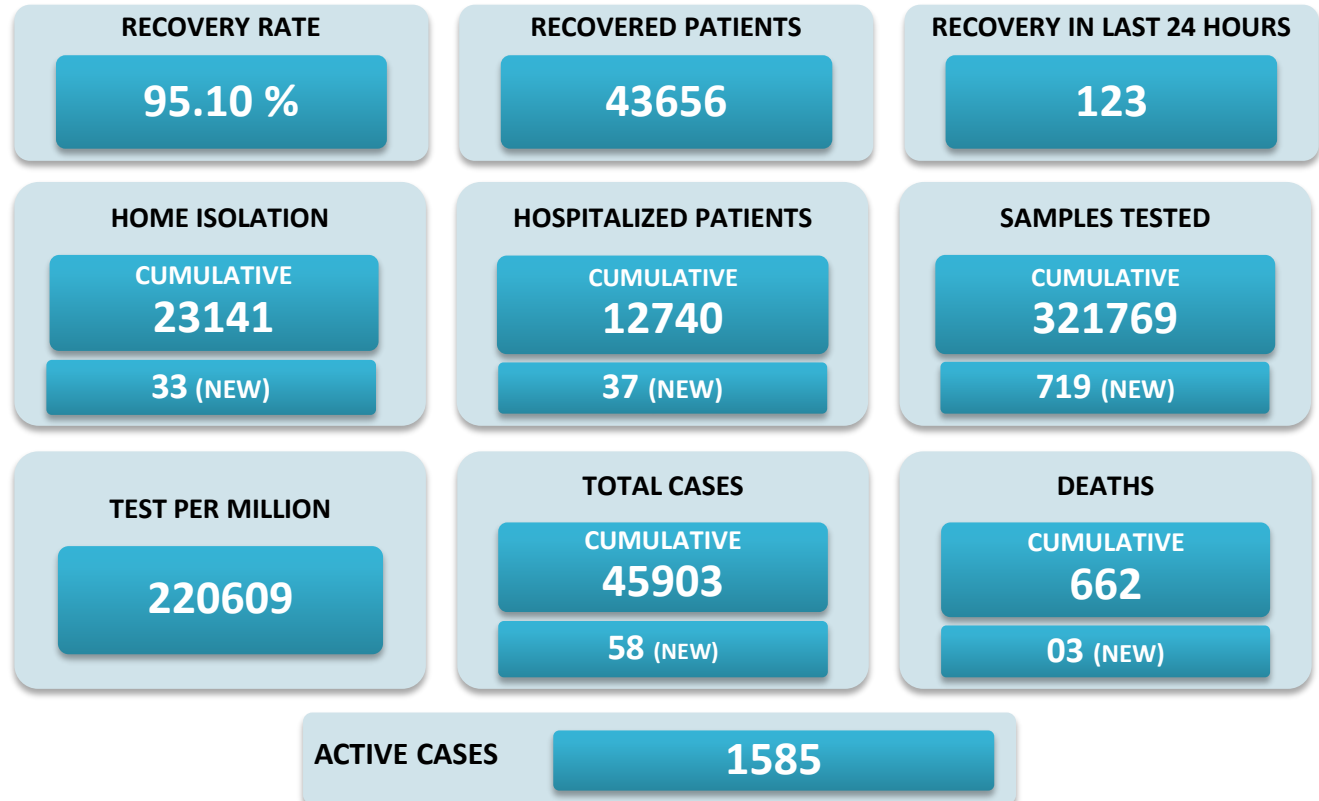 RECOVERY RATE
95.10 %
RECOVERED PATIENTS
43656
RECOVERY IN LAST 24 HOURS
123
HOME ISOLATION
CUMULATIVE
23141
33 (NEW)
HOSPITALIZED PATIENTS
CUMULATIVE
12740
37 (NEW)
SAMPLES TESTED
CUMULATIVE
321769
719 (NEW)
TEST PER MILLION
220609
TOTAL CASES
CUMULATIVE
45903
58 (NEW)
DEATHS
CUMULATIVE
662
03 (NEW)
ACTIVE CASES
1585